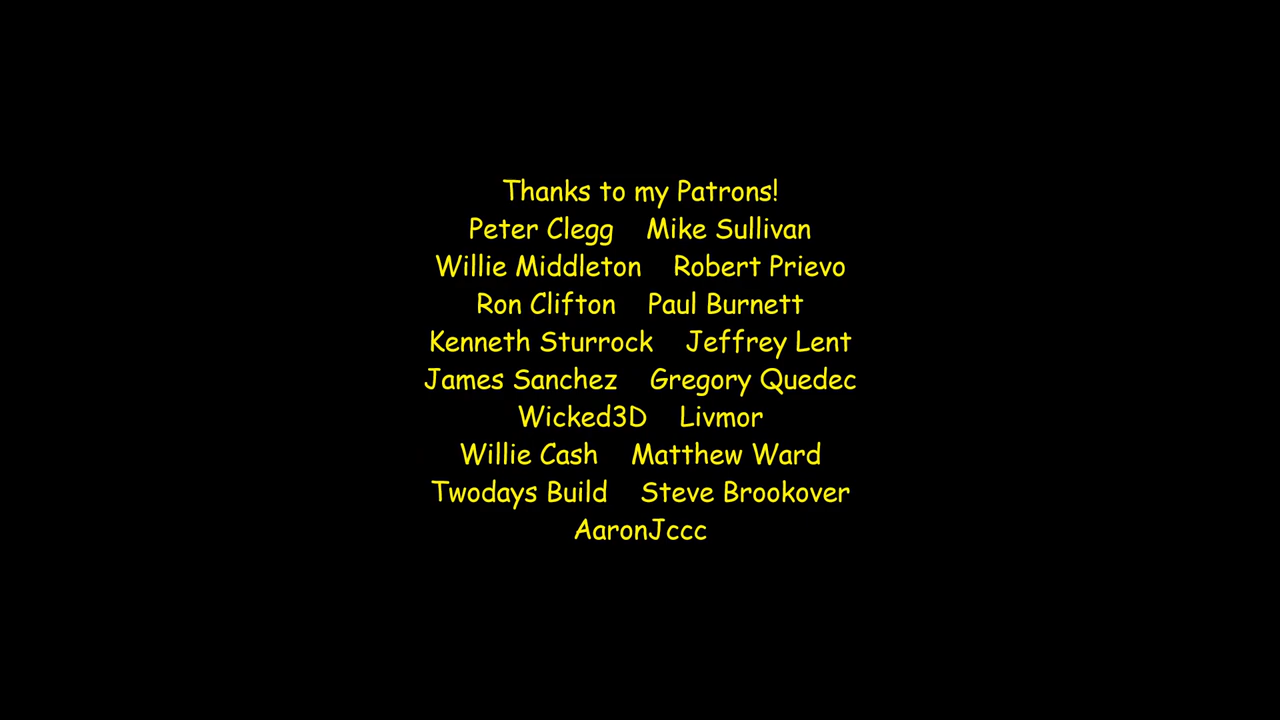 Thanks to my Patrons!
Peter Clegg    Mike Sullivan
Willie Middleton    Robert Prievo
Ron Clifton    Paul Burnett
Kenneth Sturrock    Jeffrey Lent
James Sanchez    Gregory Quedec
Wicked3D    Livmor
Willie Cash    Matthew Ward
Twodays Build    Steve Brookover
AaronJccc